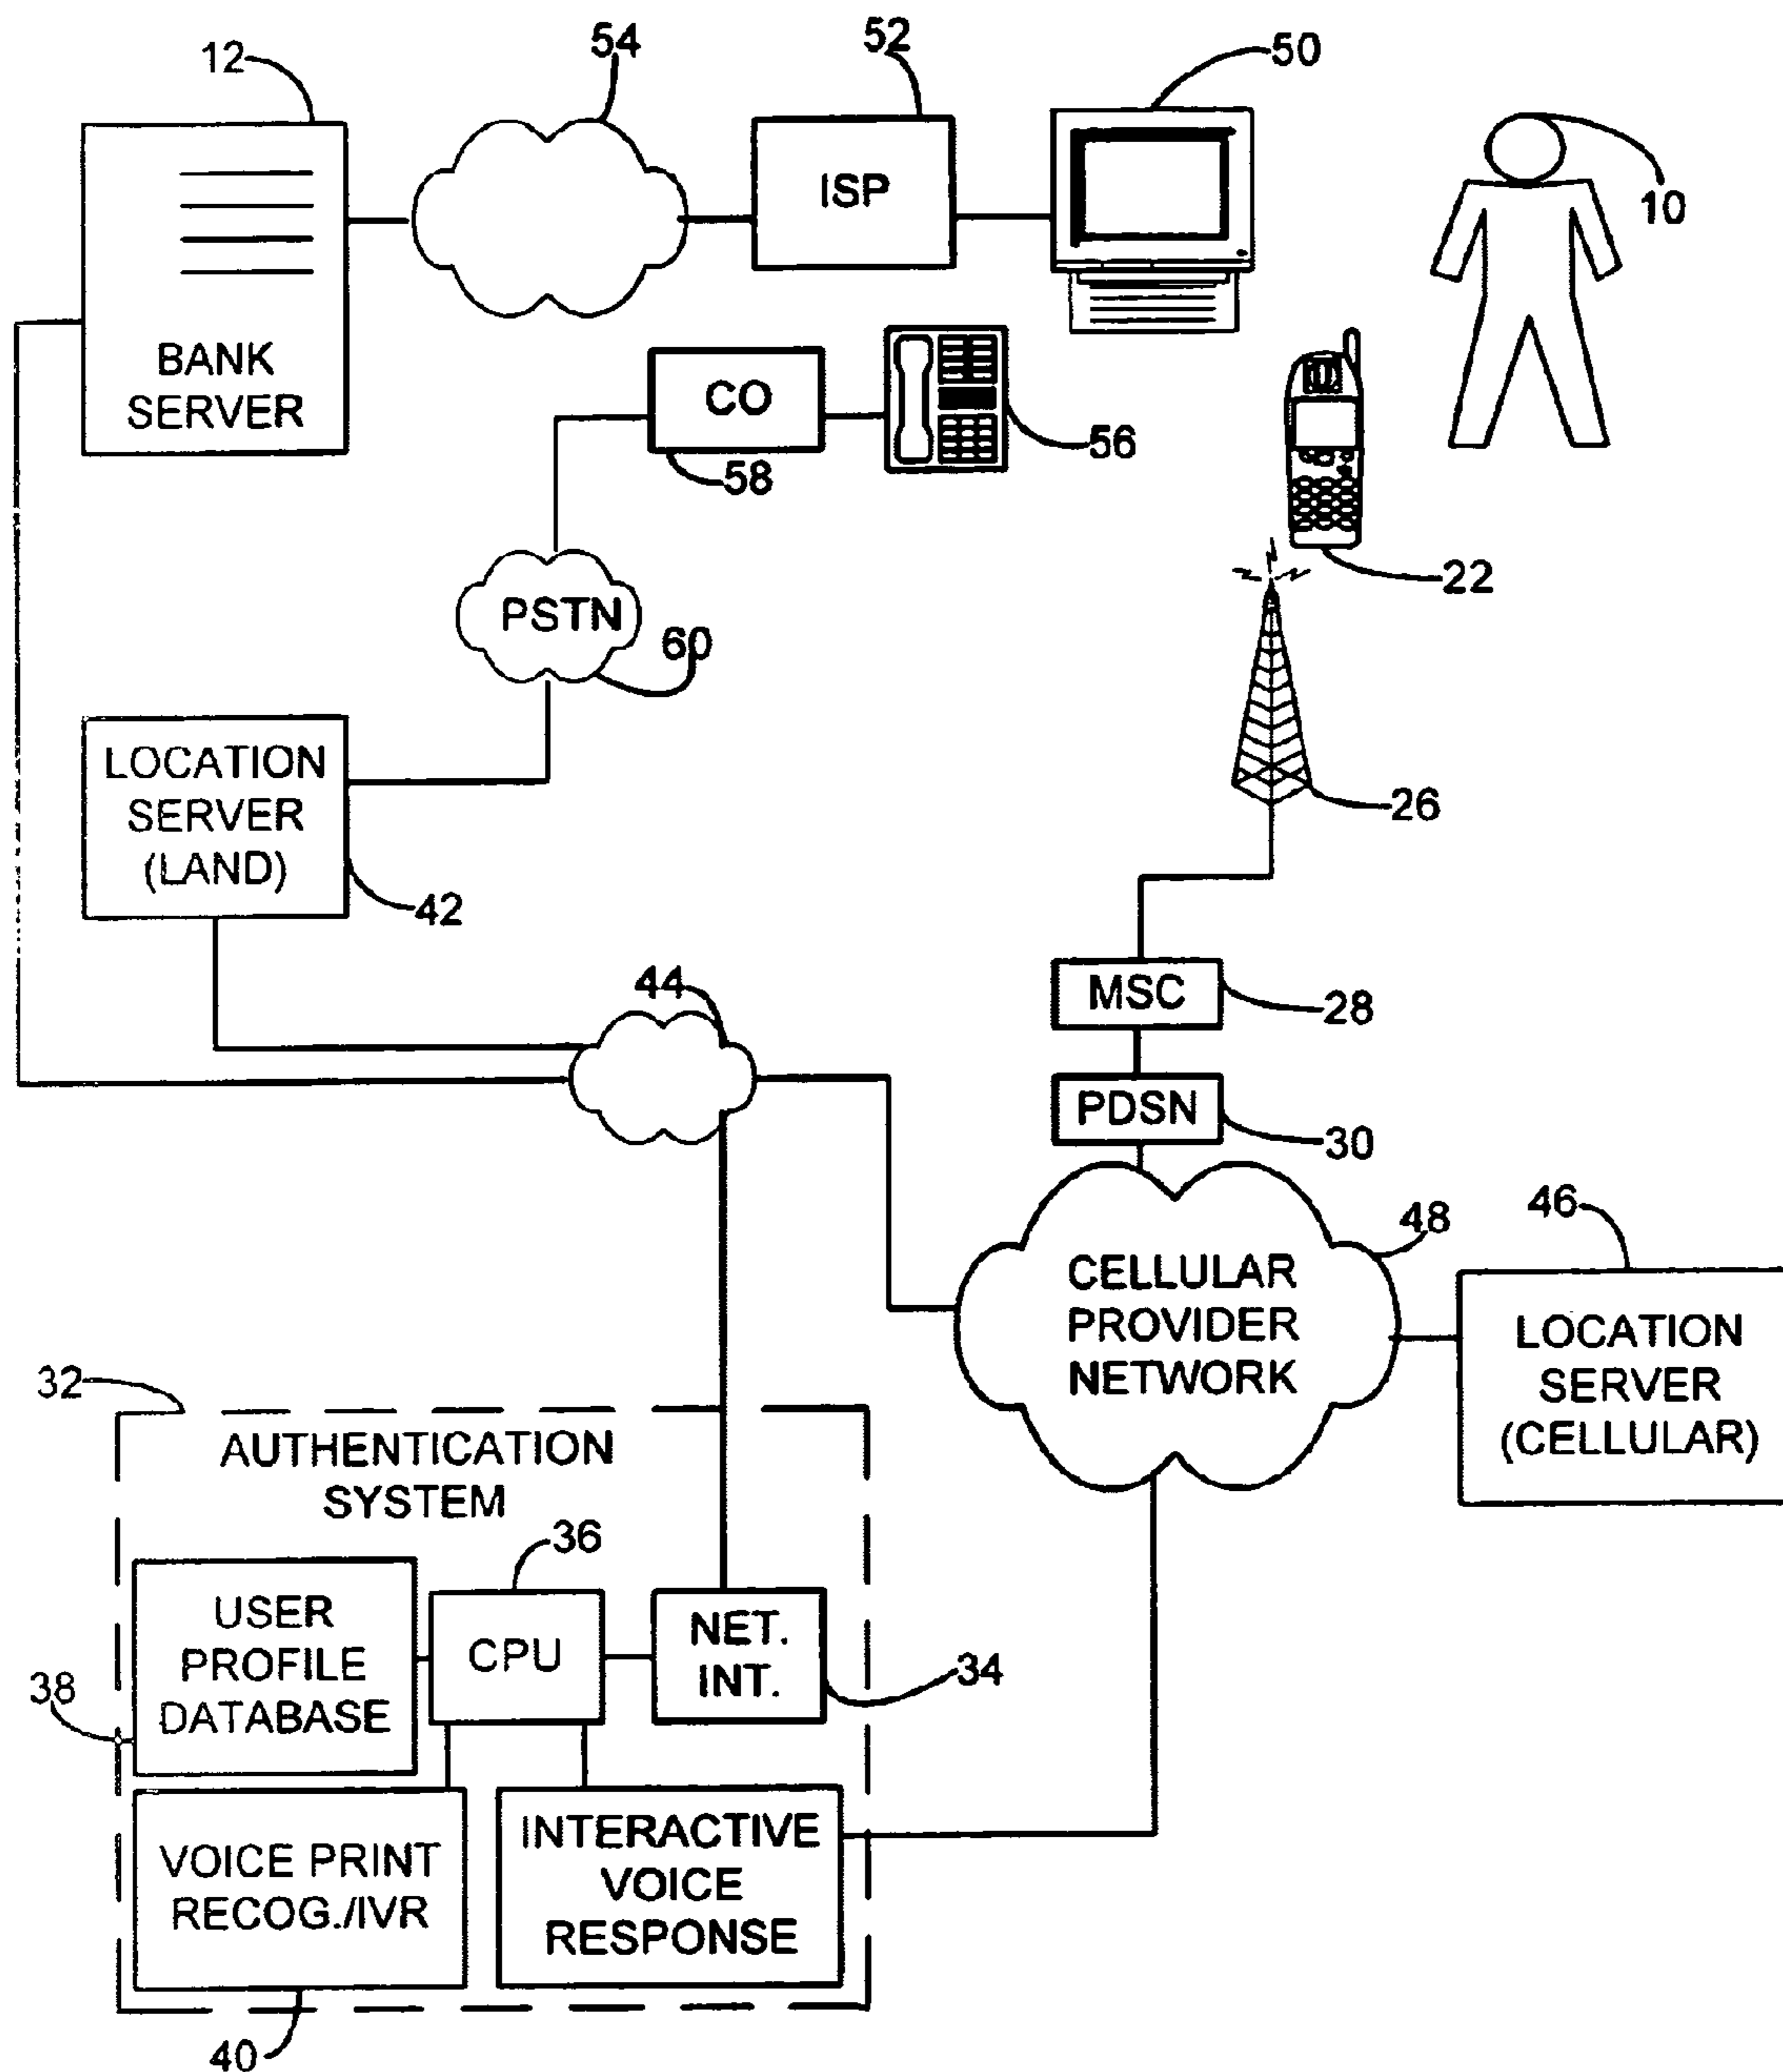 12
54
52
50
ISP
10
BANK
SERVER
CO
56
58
22
PSTN
60
LOCATION
SERVER
(LAND)
26
42
44
MSC
28
PDSN
30
46
48
CELLULAR
PROVIDER
NETWORK
LOCATION
SERVER
(CELLULAR)
32
AUTHENTICATION
SYSTEM
36
USER
PROFILE
DATABASE
CPU
NET.
INT.
34
38
VOICE PRINT
RECOG./IVR
INTERACTIVE
VOICE
RESPONSE
40